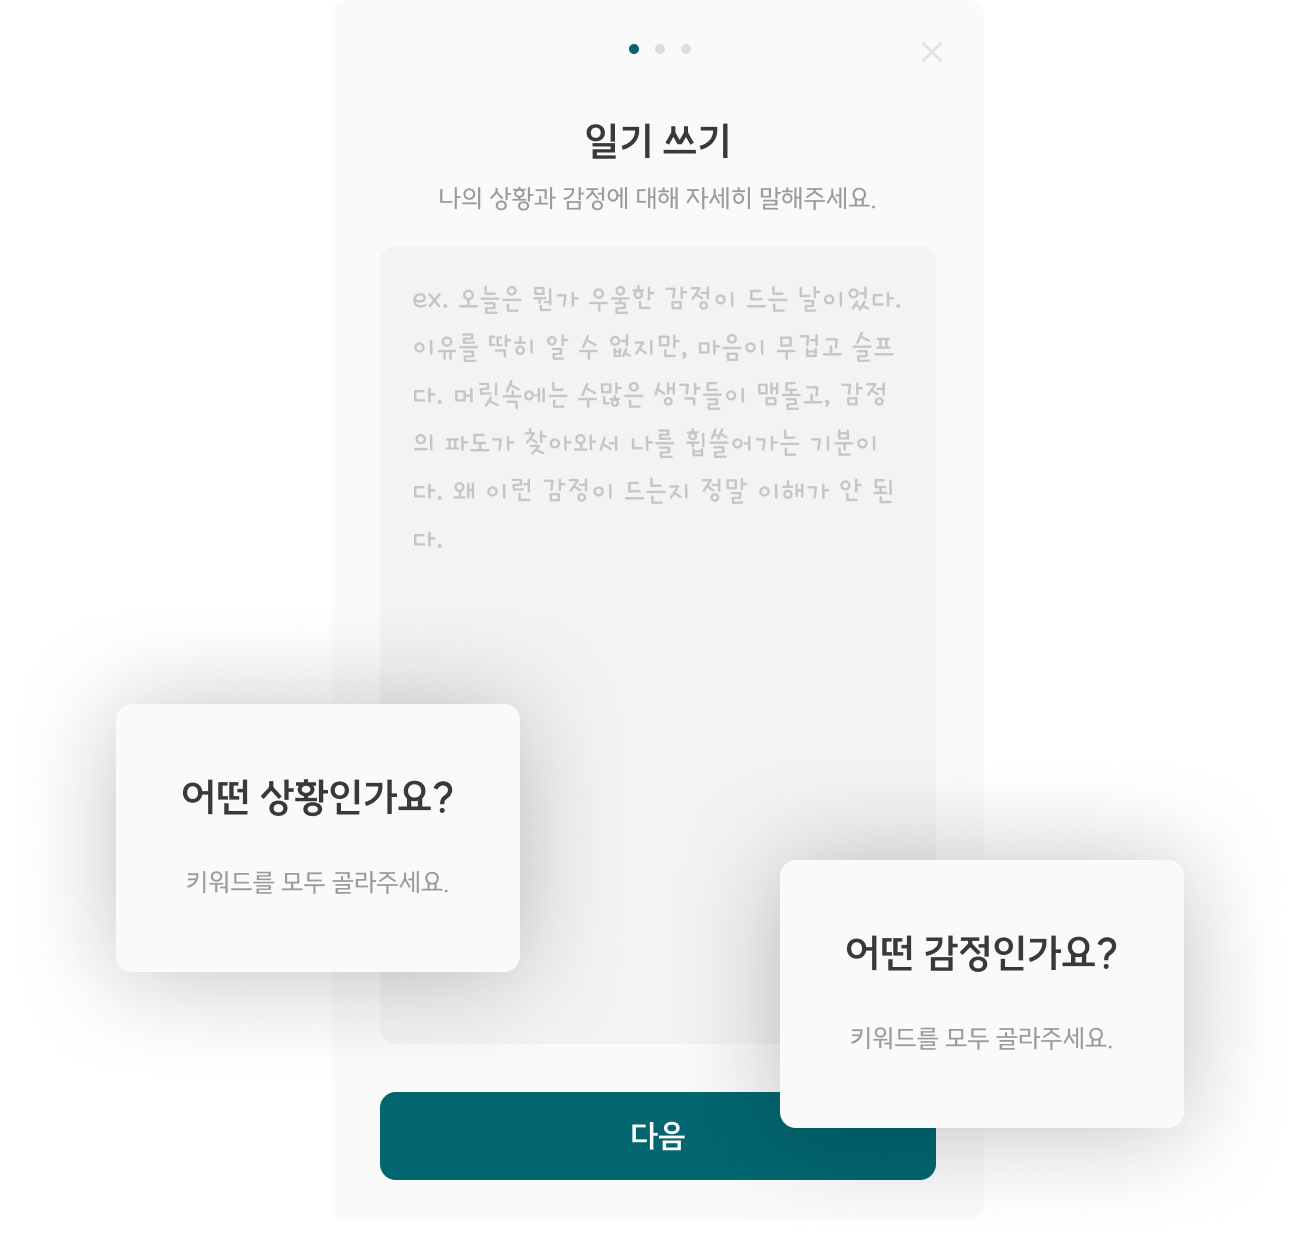 일기 쓰기
나의 상황과 감정에 대해 자세히 말해주세요.
ex. 오늘은 뭔가 우울한 감정이 드는 날이었다.
이유를 딱히 알 수 없지만, 마음이 무겁고 슬프
다. 머릿속에는 수많은 생각들이 맴돌고, 감정
의 파도가 찾아와서 나를 휩쓸어가는 기분이
다. 왜 이런 감정이 드는지 정말 이해가 안 된
다.
어떤 상황인가요?
키워드를 모두 골라주세요.
어떤 감정인가요?
키워드를 모두 골라주세요.
다음